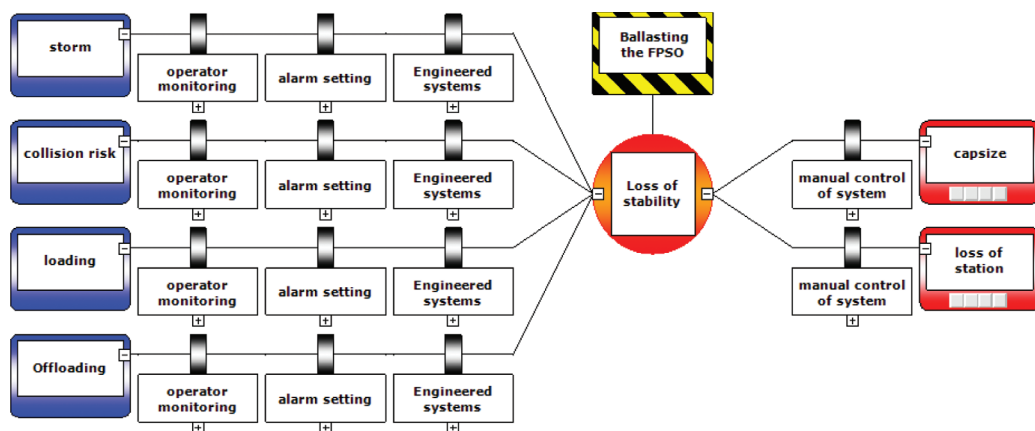 storm
operator
monitoring
alarm setting
Engineered
systems
collision risk
operator
monitoring
alarm setting
Engineered
systems
loading
operator
monitoring
alarm setting
Engineered
systems
Offloading
operator
monitoring
alarm setting
Engineered
systems
Ballasting
the FPSO
Loss of
stability
manual control
of system
capsize
manual control
of system
loss of
station